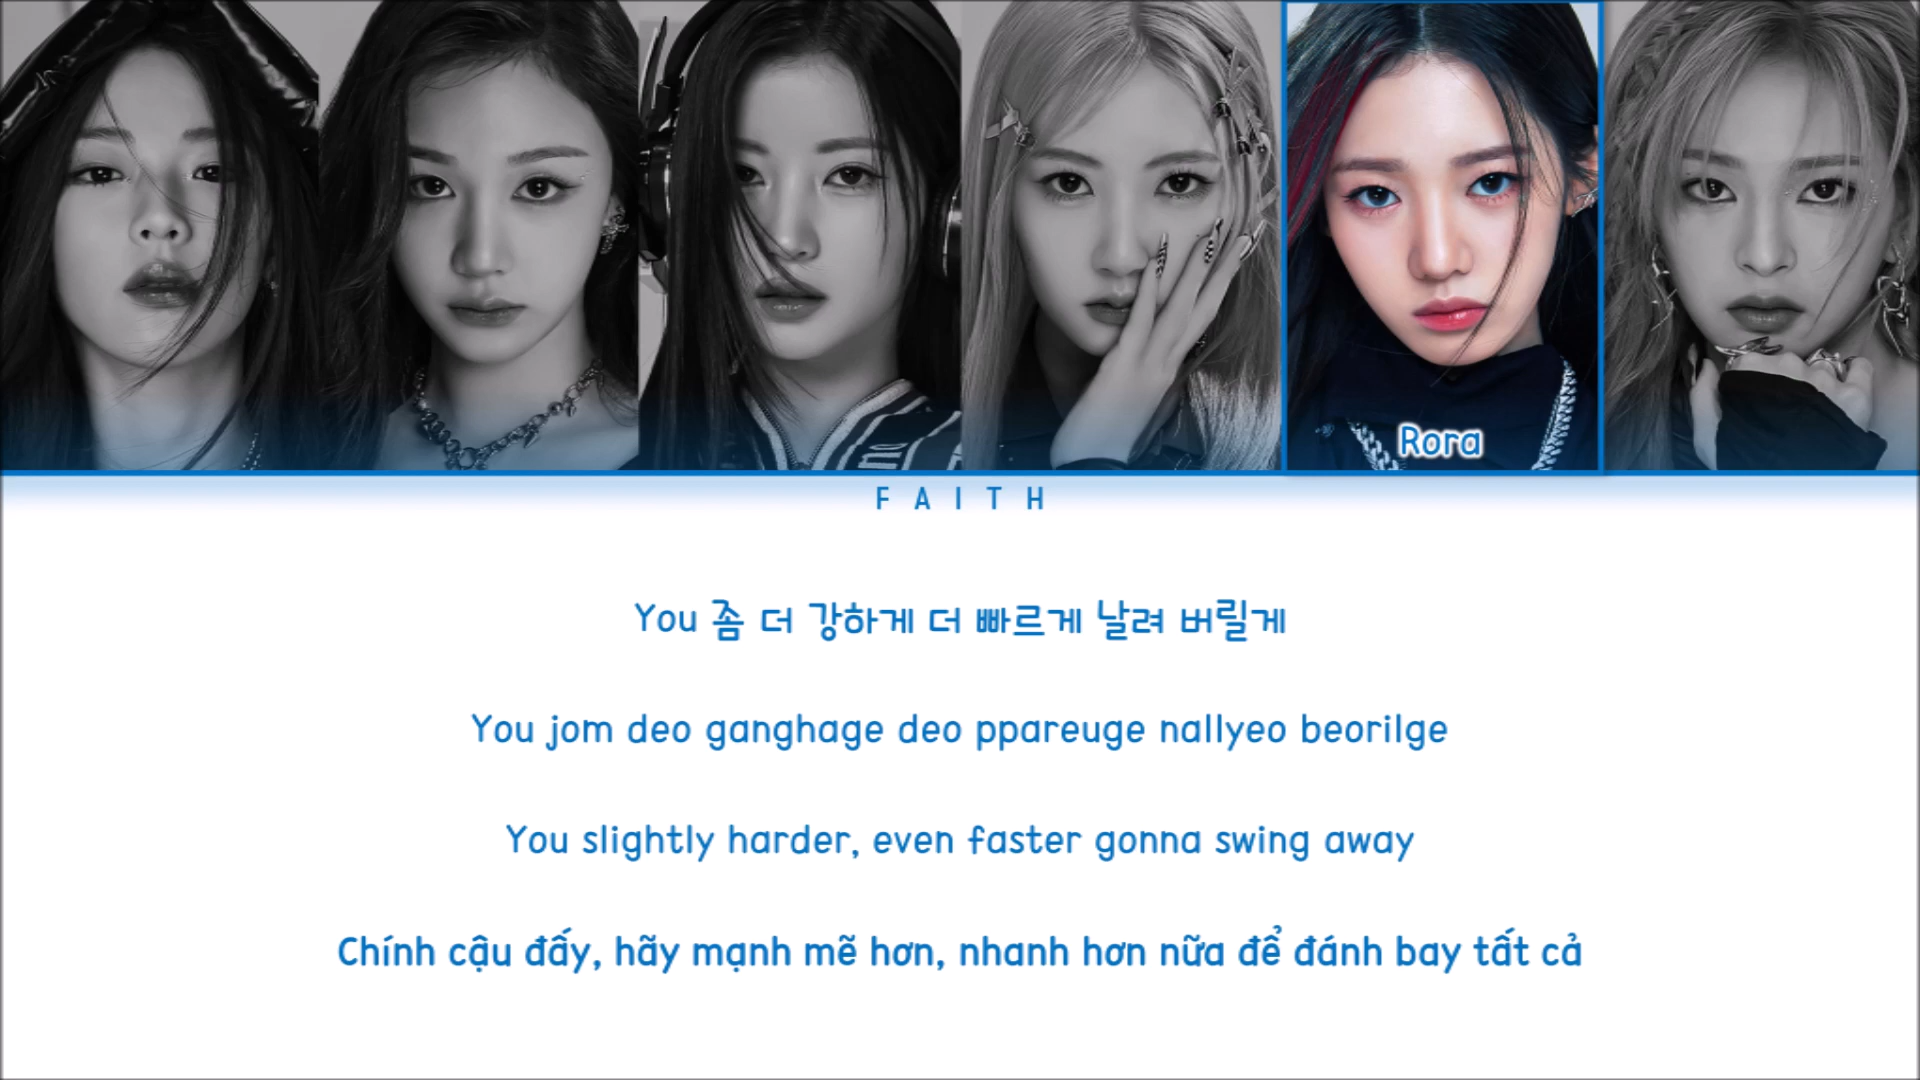 Rora
FAITH
You 좀 더 강하게 더 빠르게 날려 버릴게
You jom deo ganghage deo ppareuge nallyeo beorilge
You slightly harder, even faster gonna swing away
Chính cậu đấy, hãy mạnh mẽ hơn, nhanh hơn nữa để đánh bay tất cả